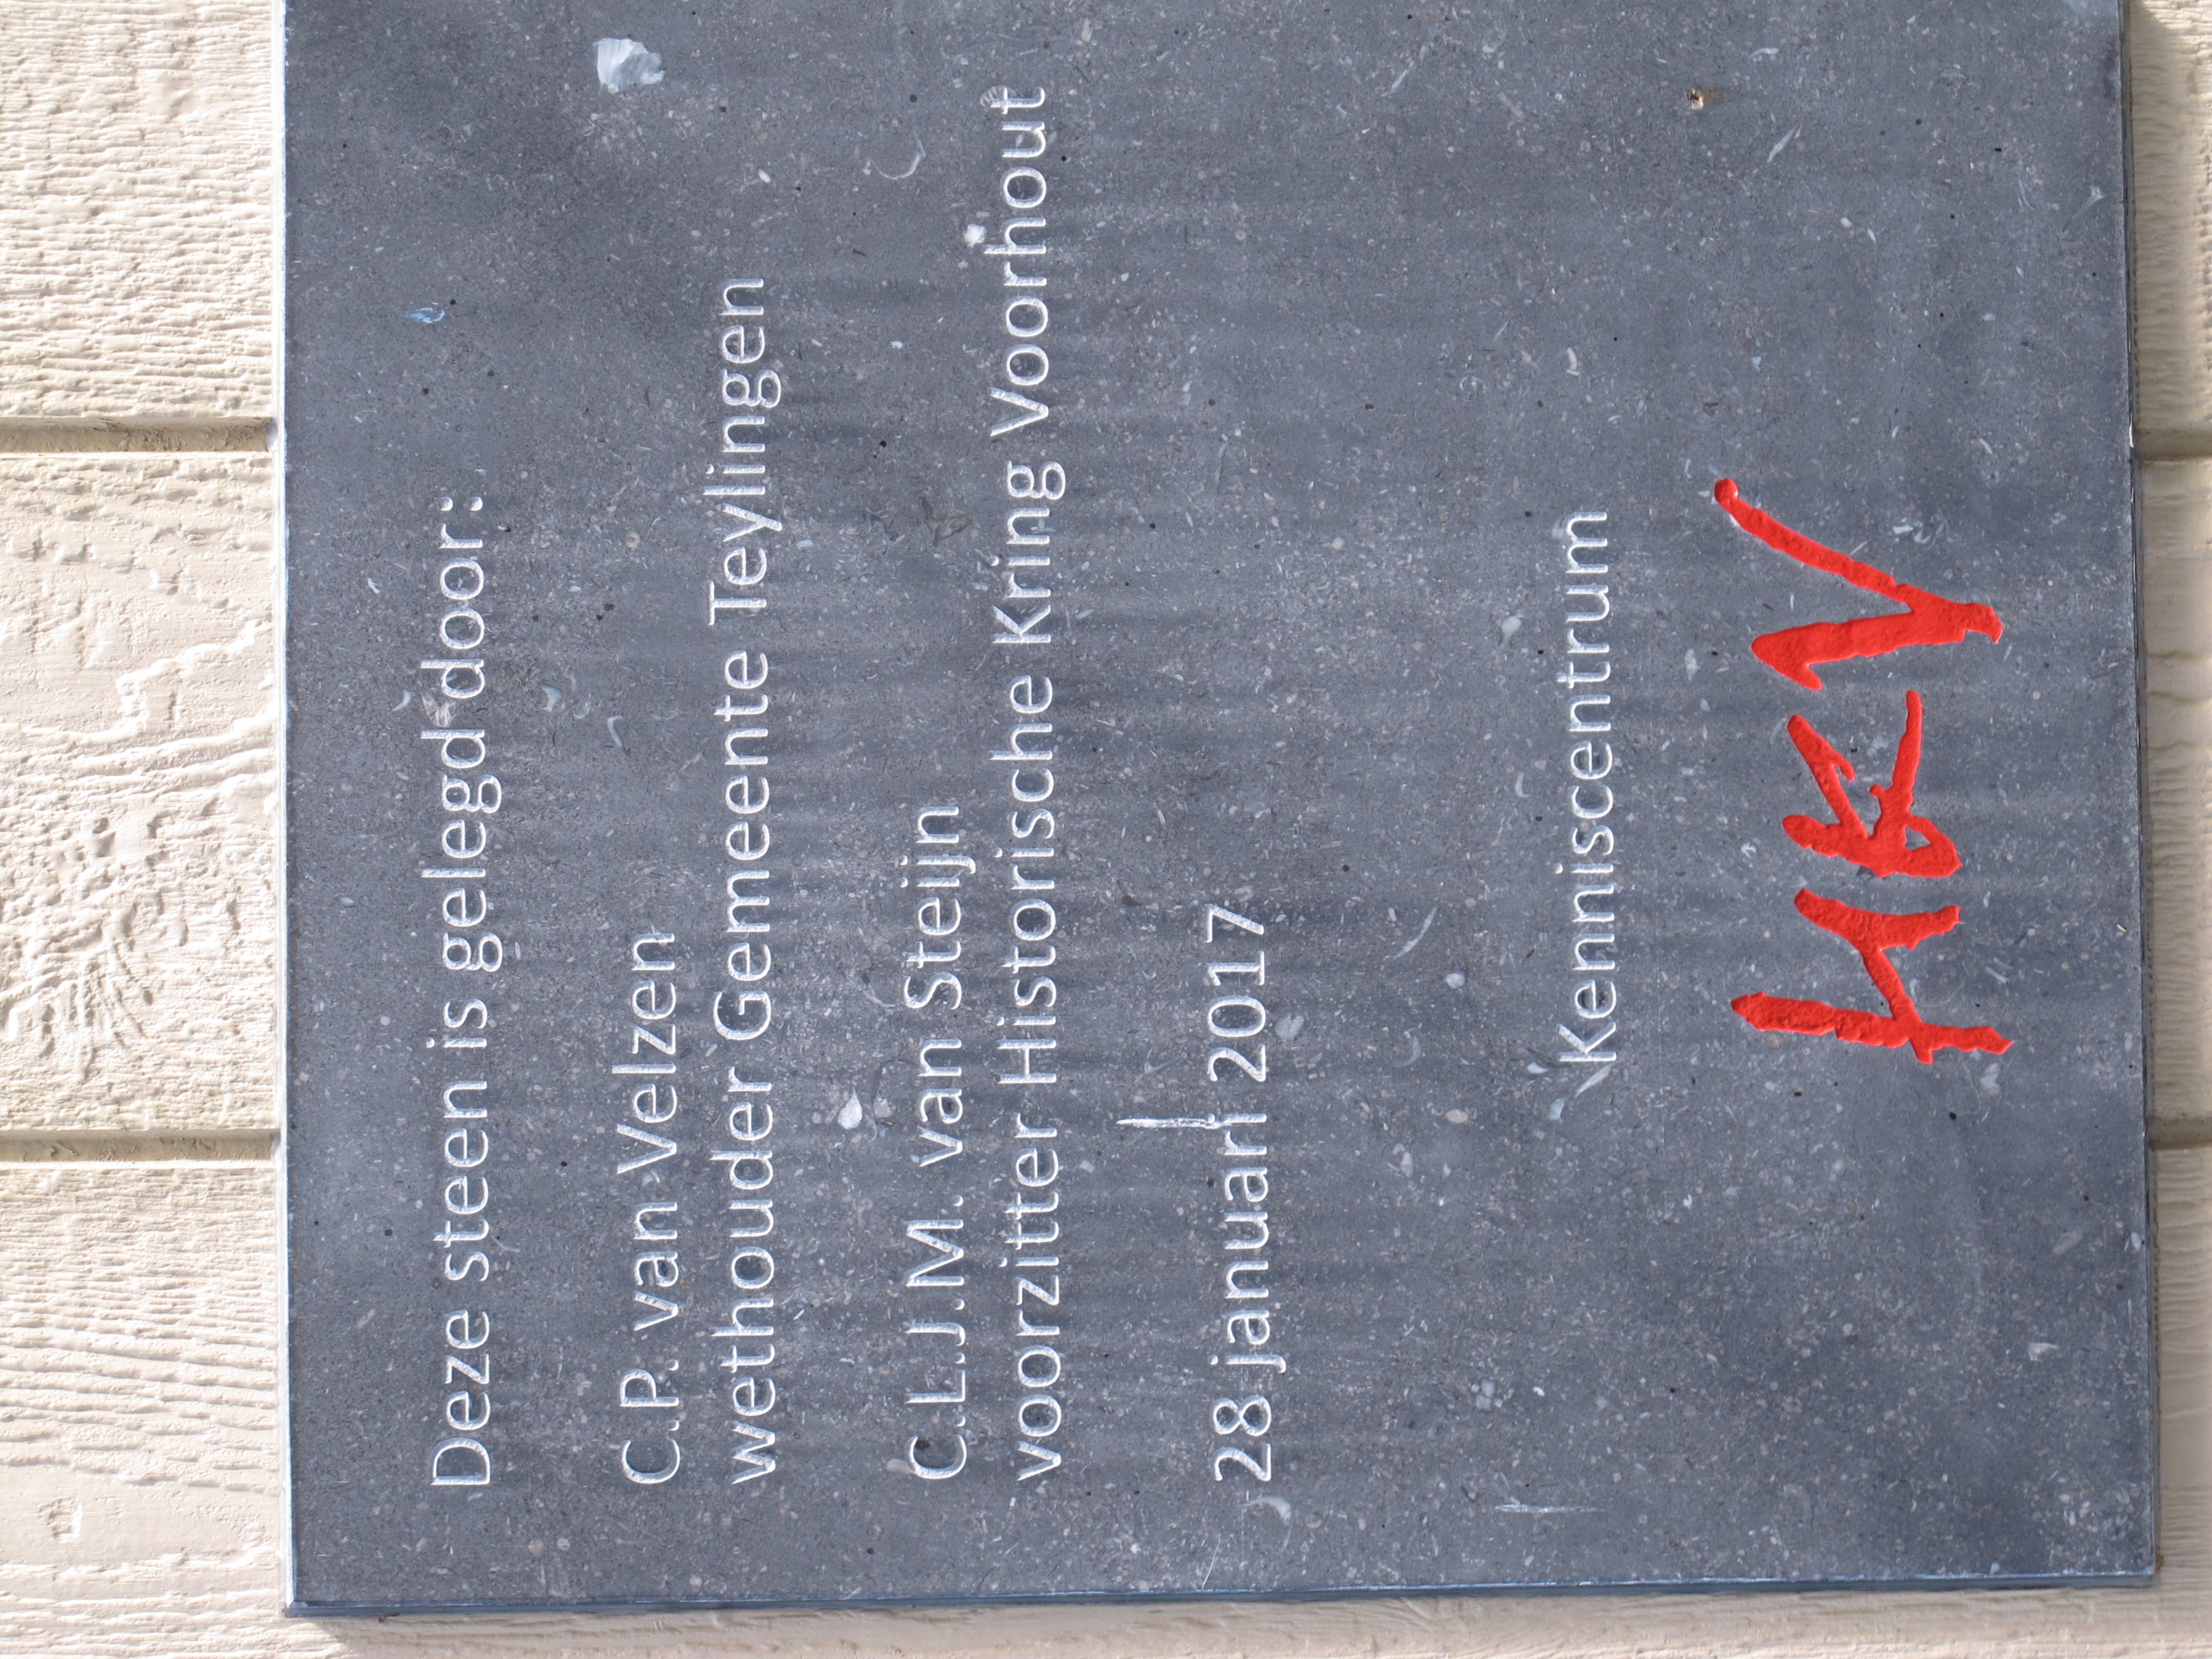 Deze steen is gelegd door:
C.P. van Velzen
wethouder Gemeente Teylingen
C.L.J.M. van Steijn
voorzitter Historische Kring Voorhout
28 januari 2017
Kenniscentrum
HKV